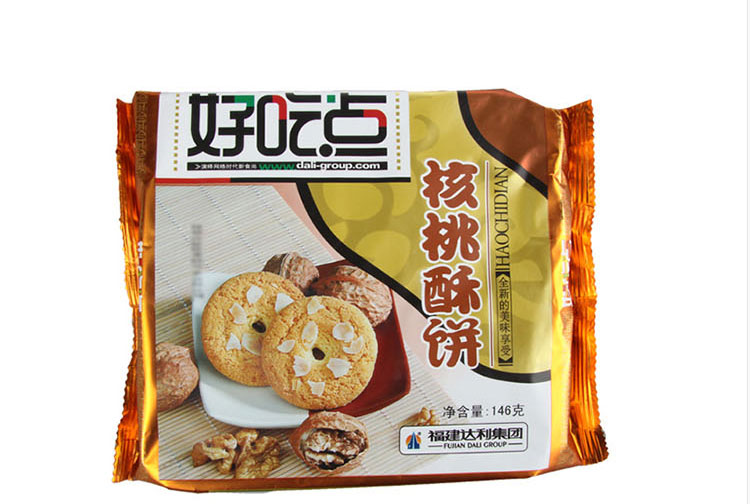 好吃点
演绎网络时代新食尚 www.dali-group.com
核桃酥饼
HAOCHIDIAN
全新的美味享受
净含量:146克
福建达利集团
FUJIAN DALI GROUP